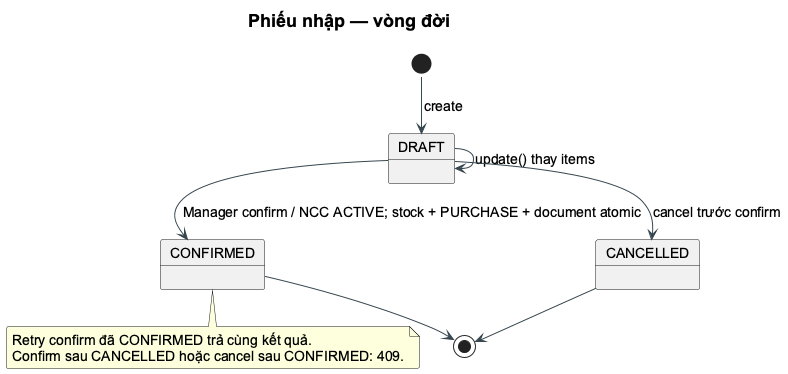 Phiếu nhập — vòng đời
create
DRAFT
update() thay items
Manager confirm / NCC ACTIVE; stock + PURCHASE + document atomic
cancel trước confirm
CONFIRMED
CANCELLED
Retry confirm đã CONFIRMED trả cùng kết quả.
Confirm sau CANCELLED hoặc cancel sau CONFIRMED: 409.